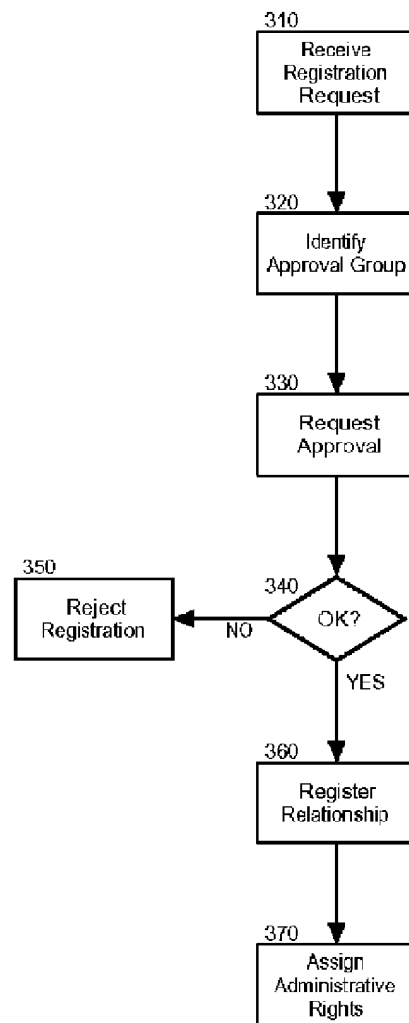 310
Receive
Registration
Request
320
Identify
Approval Group
330
Request
Approval
340
OK?
350
Reject
Registration
NO
YES
360
Register
Relationship
370
Assign
Administrative
Rights